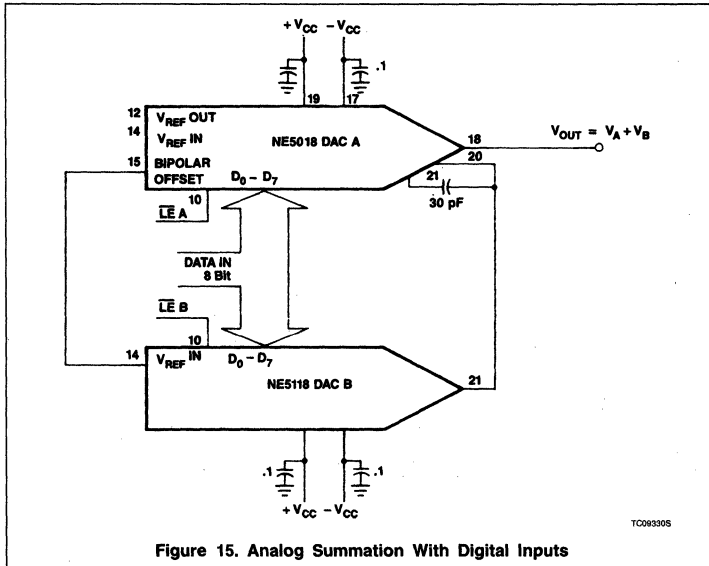 + VCC − VCC
.1
19 17
12 VREF OUT
14 VREF IN
NE5018 DAC A
18 VOUT = VA + VB
15 BIPOLAR OFFSET
D0 − D7
20
21
30 pF
10
LE A
DATA IN
8 Bit
LE B
10
14 VREF IN
D0 − D7
NE5118 DAC B
21
.1 .1
+ VCC − VCC
TC09330S
Figure 15. Analog Summation With Digital Inputs